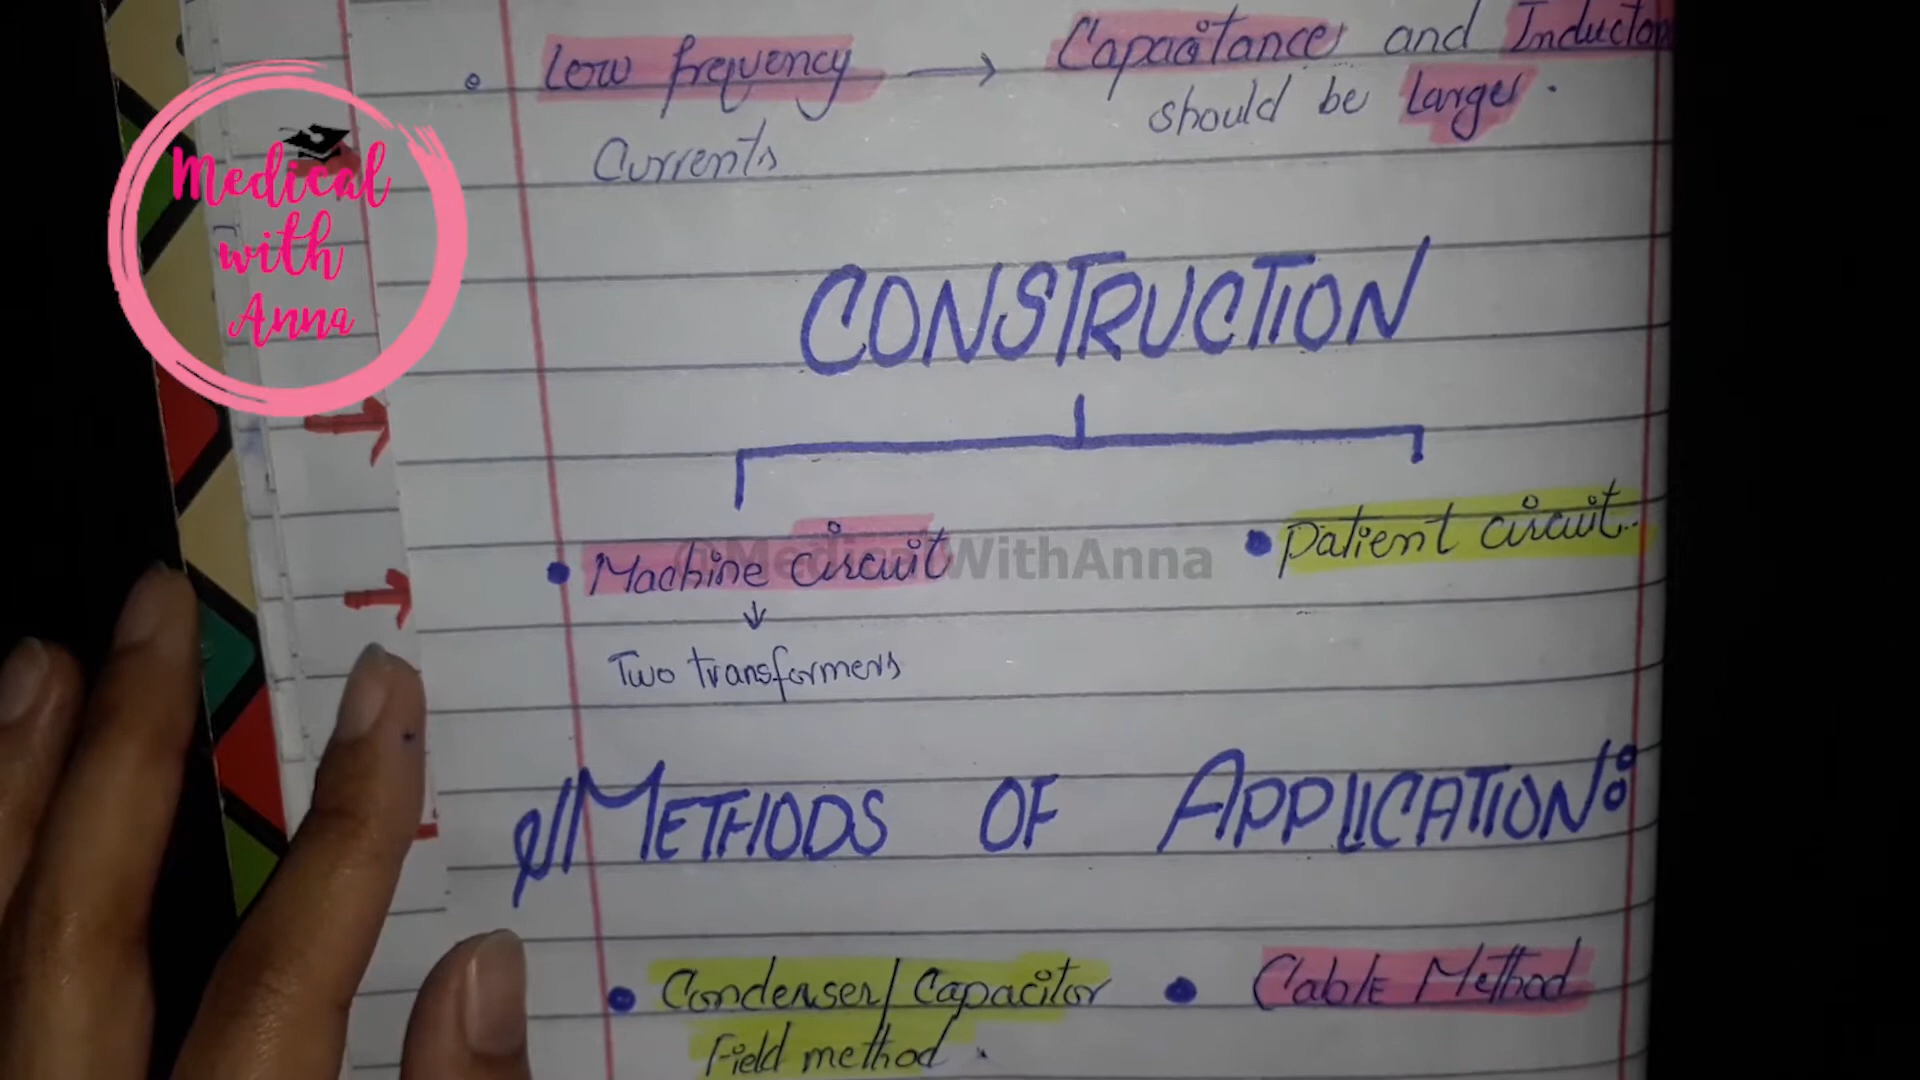 Low frequency → Capacitances and Inductan
Currents
should be Larger.
Medical
with
Anna
CONSTRUCTION
• Machine circuit
• Patient circuit.
@MedicalWithAnna
↓
Two transformers
METHODS OF APPLICATION:
• Condenser/Capacitor
Field method.
• Cable Method